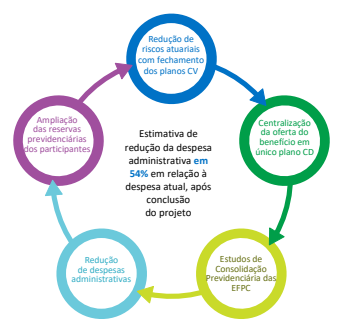 Redução de
riscos atuariais
com fechamento
dos planos CV
Centralização
da oferta do
benefício em
único plano CD
Estudos de
Consolidação
Previdenciária das
EFPC
Redução
de despesas
administrativas
Ampliação
das reservas
previdenciárias
dos participantes
Estimativa de
redução da despesa
administrativa em
54% em relação à
despesa atual, após
conclusão
do projeto